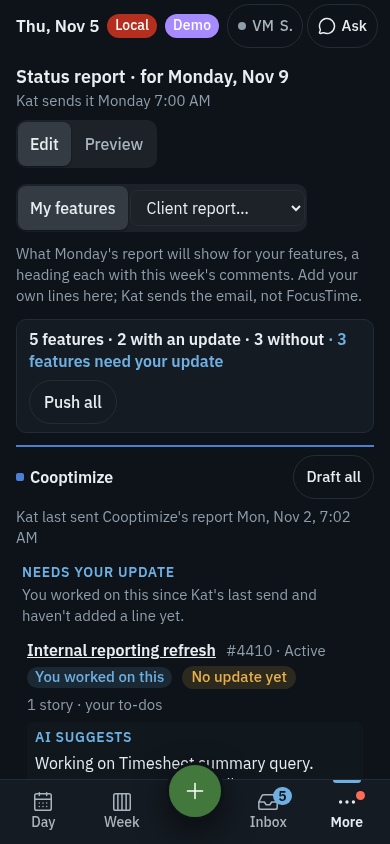 Thu, Nov 5 Local Demo VM S. Ask
Status report · for Monday, Nov 9
Kat sends it Monday 7:00 AM
Edit Preview
My features Client report...
What Monday's report will show for your features, a
heading each with this week's comments. Add your
own lines here; Kat sends the email, not FocusTime.
5 features · 2 with an update · 3 without · 3
features need your update
Push all
Cooptimize Draft all
Kat last sent Cooptimize's report Mon, Nov 2, 7:02
AM
NEEDS YOUR UPDATE
You worked on this since Kat's last send and
haven't added a line yet.
Internal reporting refresh #4410 · Active
You worked on this No update yet
1 story · your to-dos
AI SUGGESTS
Working on Timesheet summary query.
Day Week Inbox 5 More